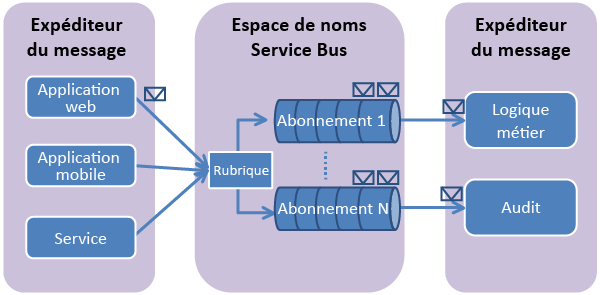 Expéditeur
du message
Espace de noms
Service Bus
Expéditeur
du message
Application
web
Application
mobile
Service
Rubrique
Abonnement 1
Abonnement N
Logique
métier
Audit